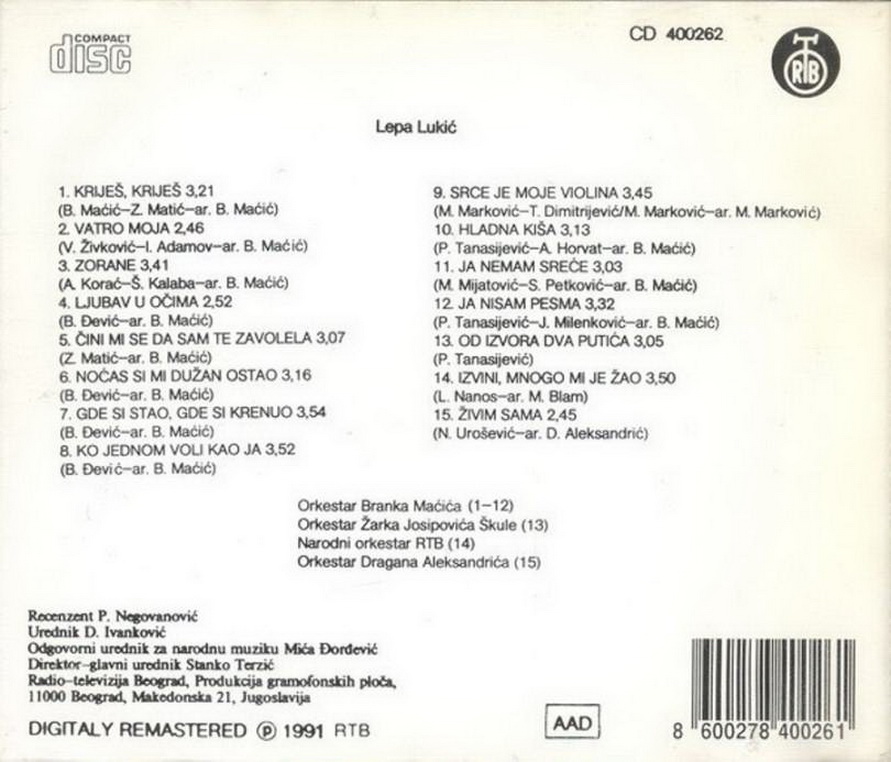 COMPACT
disc
CD 400262
RTB
Lepa Lukić
1. KRIJEŠ, KRIJEŠ 3,21
(B. Maćić–Z. Matić–ar. B. Maćić)
2. VATRO MOJA 2,46
(V. Živković–I. Adamov–ar. B. Maćić)
3. ZORANE 3,41
(A. Korać–Š. Kalaba–ar. B. Maćić)
4. LJUBAV U OČIMA 2,52
(B. Đević–ar. B. Maćić)
5. ČINI MI SE DA SAM TE ZAVOLELA 3,07
(Z. Matić–ar. B. Maćić)
6. NOĆAS SI MI DUŽAN OSTAO 3,16
(B. Đević–ar. B. Maćić)
7. GDE SI STAO, GDE SI KRENUO 3,54
(B. Đević–ar. B. Maćić)
8. KO JEDNOM VOLI KAO JA 3,52
(B. Đević–ar. B. Maćić)
9. SRCE JE MOJE VIOLINA 3,45
(M. Marković–T. Dimitrijević/M. Marković–ar. M. Marković)
10. HLADNA KIŠA 3,13
(P. Tanasijević–A. Horvat–ar. B. Maćić)
11. JA NEMAM SREĆE 3,03
(M. Mijatović–S. Petković–ar. B. Maćić)
12. JA NISAM PESMA 3,32
(P. Tanasijević–J. Milenković–ar. B. Maćić)
13. OD IZVORA DVA PUTIĆA 3,05
(P. Tanasijević)
14. IZVINI, MNOGO MI JE ŽAO 3,50
(L. Nanos–ar. M. Blam)
15. ŽIVIM SAMA 2,45
(N. Urošević–ar. D. Aleksandrić)
Orkestar Branka Maćića (1–12)
Orkestar Žarka Josipovića Škule (13)
Narodni orkestar RTB (14)
Orkestar Dragana Aleksandrića (15)
Recenzent P. Negovanović
Urednik D. Ivanković
Odgovorni urednik za narodnu muziku Mića Đorđević
Direktor–glavni urednik Stanko Terzić
Radio–televizija Beograd, Produkcija gramofonskih ploča,
11000 Beograd, Makedonska 21, Jugoslavija
DIGITALY REMASTERED ℗ 1991 RTB
AAD
8 600278 400261